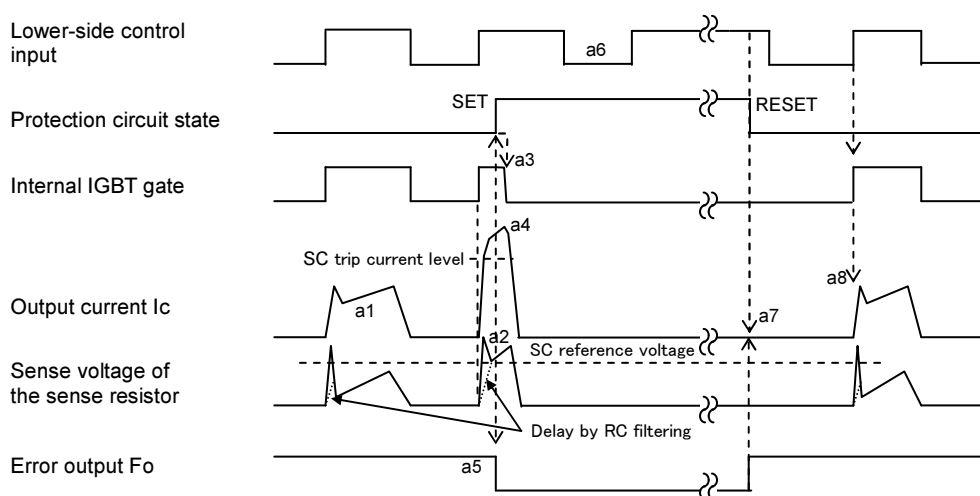 Lower-side control
input
a6
SET
RESET
Protection circuit state
a3
Internal IGBT gate
a4
SC trip current level
a8
Output current Ic
a1
a7
a2
SC reference voltage
Sense voltage of
the sense resistor
Delay by RC filtering
Error output Fo
a5